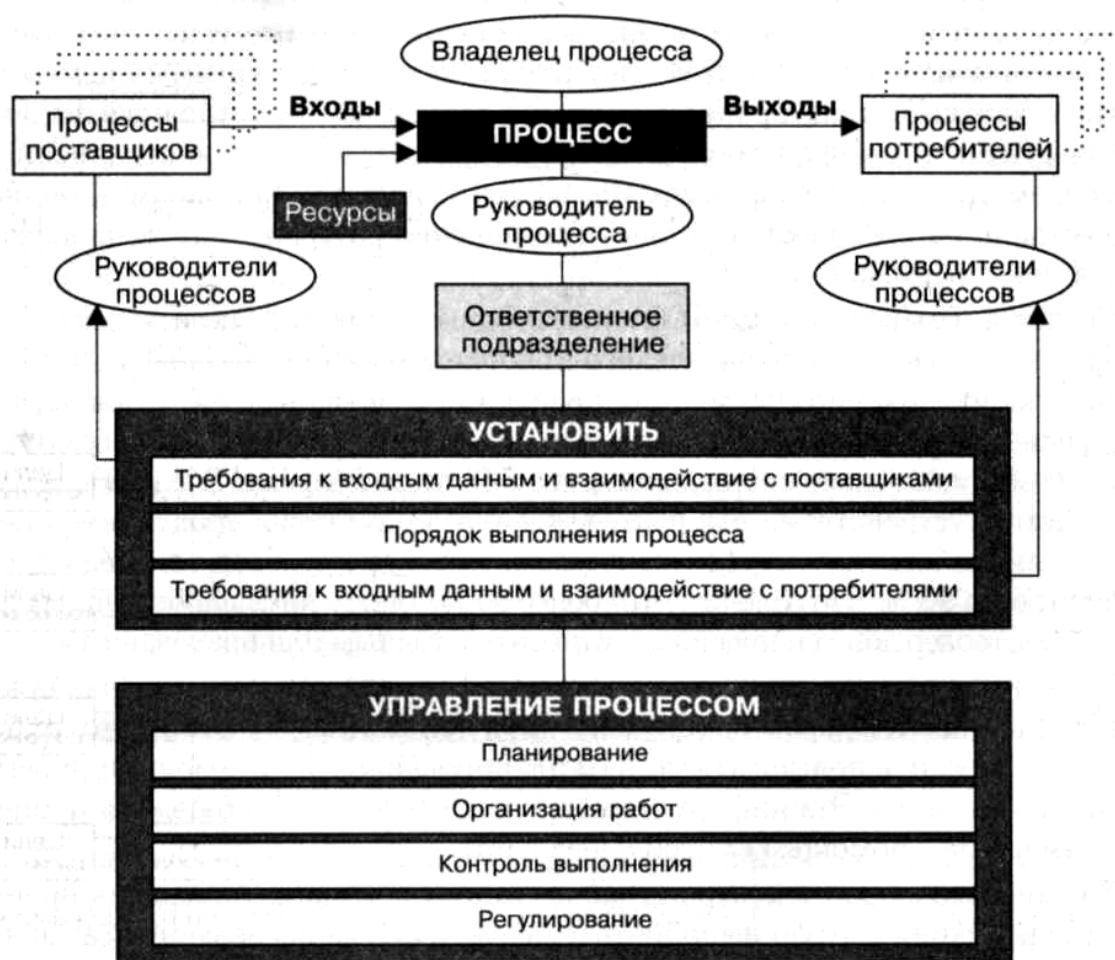 Владелец процесса
Процессы
поставщиков
Входы
ПРОЦЕСС
Выходы
Процессы
потребителей
Ресурсы
Руководитель
процесса
Руководители
процессов
Руководители
процессов
Ответственное
подразделение
УСТАНОВИТЬ
Требования к входным данным и взаимодействие с поставщиками
Порядок выполнения процесса
Требования к входным данным и взаимодействие с потребителями
УПРАВЛЕНИЕ ПРОЦЕССОМ
Планирование
Организация работ
Контроль выполнения
Регулирование